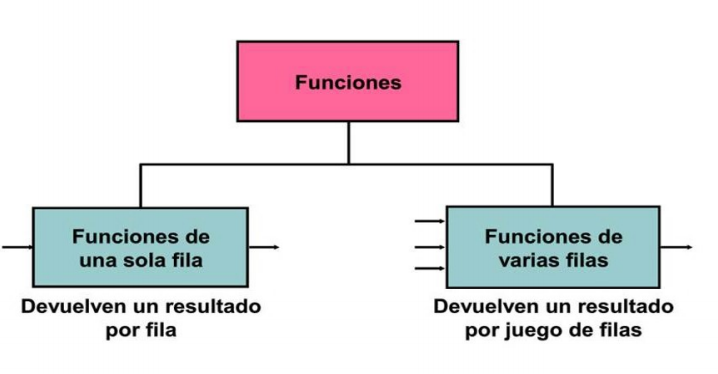 Funciones
Funciones de
una sola fila
Devuelven un resultado
por fila
Funciones de
varias filas
Devuelven un resultado
por juego de filas